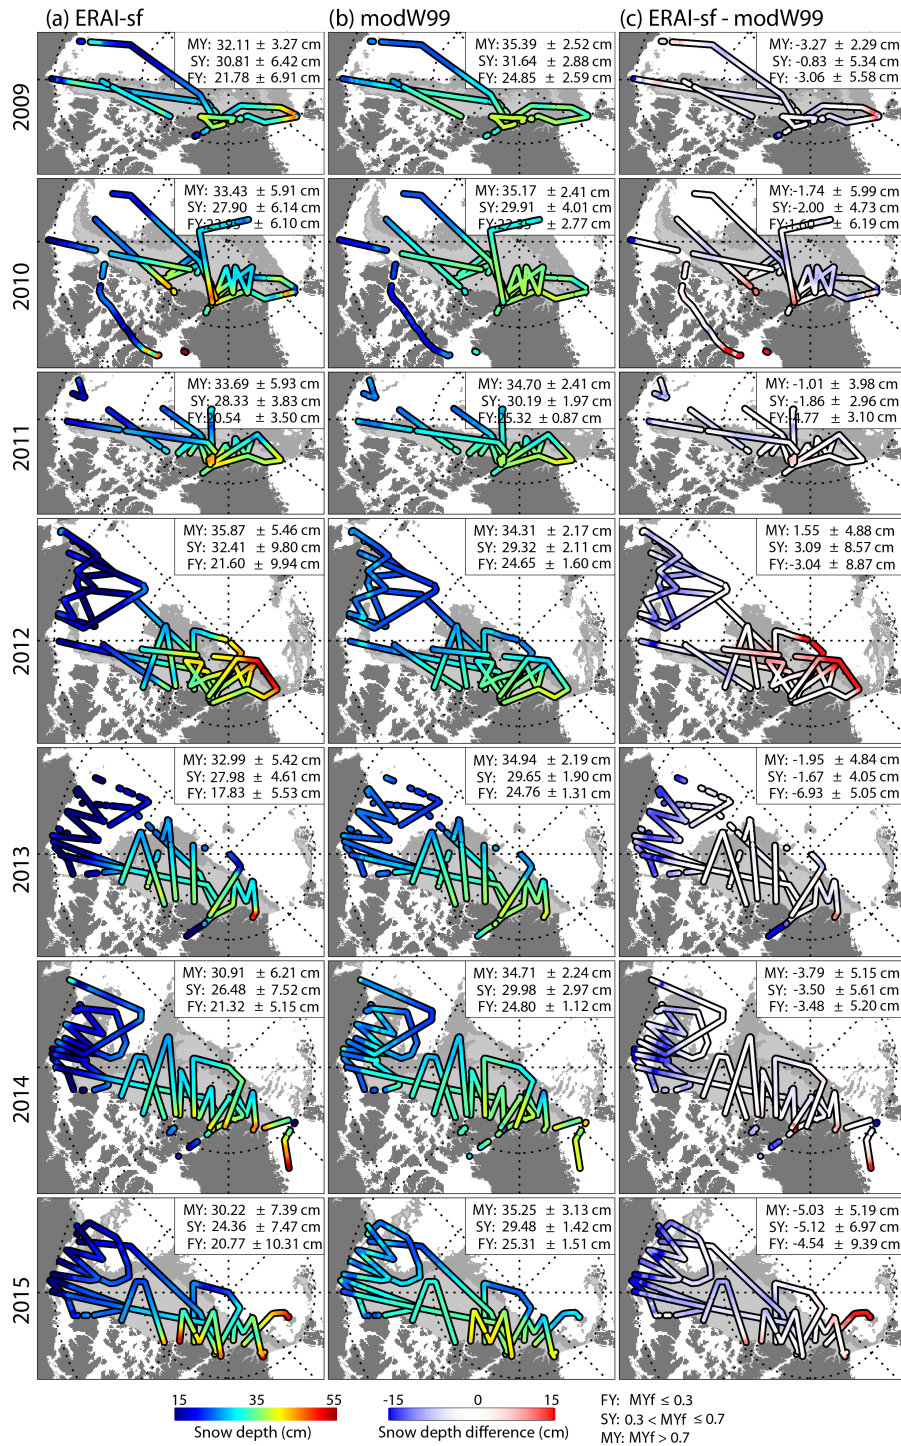 (a) ERAI-sf
(b) modW99
(c) ERAI-sf - modW99
2009
MY: 32.11 ± 3.27 cm
SY: 30.81 ± 6.42 cm
FY: 21.78 ± 6.91 cm
MY: 35.39 ± 2.52 cm
SY: 31.64 ± 2.88 cm
FY: 24.85 ± 2.59 cm
MY: -3.27 ± 2.29 cm
SY: -0.83 ± 5.34 cm
FY: -3.06 ± 5.58 cm
2010
MY: 33.43 ± 5.91 cm
SY: 27.90 ± 6.14 cm
FY: ± 6.10 cm
MY: 35.17 ± 2.41 cm
SY: 29.91 ± 4.01 cm
FY: ± 2.77 cm
MY: -1.74 ± 5.99 cm
SY: -2.00 ± 4.73 cm
FY: 1.60 ± 6.19 cm
2011
MY: 33.69 ± 5.93 cm
SY: 28.33 ± 3.83 cm
FY: ± 3.50 cm
MY: 34.70 ± 2.41 cm
SY: 30.19 ± 1.97 cm
FY: ± 0.87 cm
MY: -1.01 ± 3.98 cm
SY: -1.86 ± 2.96 cm
FY: ± 3.10 cm
2012
MY: 35.87 ± 5.46 cm
SY: 32.41 ± 9.80 cm
FY: 21.60 ± 9.94 cm
MY: 34.31 ± 2.17 cm
SY: 29.32 ± 2.11 cm
FY: 24.65 ± 1.60 cm
MY: 1.55 ± 4.88 cm
SY: 3.09 ± 8.57 cm
FY: -3.04 ± 8.87 cm
2013
MY: 32.99 ± 5.42 cm
SY: 27.98 ± 4.61 cm
FY: 17.83 ± 5.53 cm
MY: 34.94 ± 2.19 cm
SY: 29.65 ± 1.90 cm
FY: 24.76 ± 1.31 cm
MY: -1.95 ± 4.84 cm
SY: -1.67 ± 4.05 cm
FY: -6.93 ± 5.05 cm
2014
MY: 30.91 ± 6.21 cm
SY: 26.48 ± 7.52 cm
FY: 21.32 ± 5.15 cm
MY: 34.71 ± 2.24 cm
SY: 29.98 ± 2.97 cm
FY: 24.80 ± 1.12 cm
MY: -3.79 ± 5.15 cm
SY: -3.50 ± 5.61 cm
FY: -3.48 ± 5.20 cm
2015
MY: 30.22 ± 7.39 cm
SY: 24.36 ± 7.47 cm
FY: 20.77 ± 10.31 cm
MY: 35.25 ± 3.13 cm
SY: 29.48 ± 1.42 cm
FY: 25.31 ± 1.51 cm
MY: -5.03 ± 5.19 cm
SY: -5.12 ± 6.97 cm
FY: -4.54 ± 9.39 cm
15 35 55
Snow depth (cm)
-15 0 15
Snow depth difference (cm)
FY: MYf ≤ 0.3
SY: 0.3 < MYf ≤ 0.7
MY: MYf > 0.7